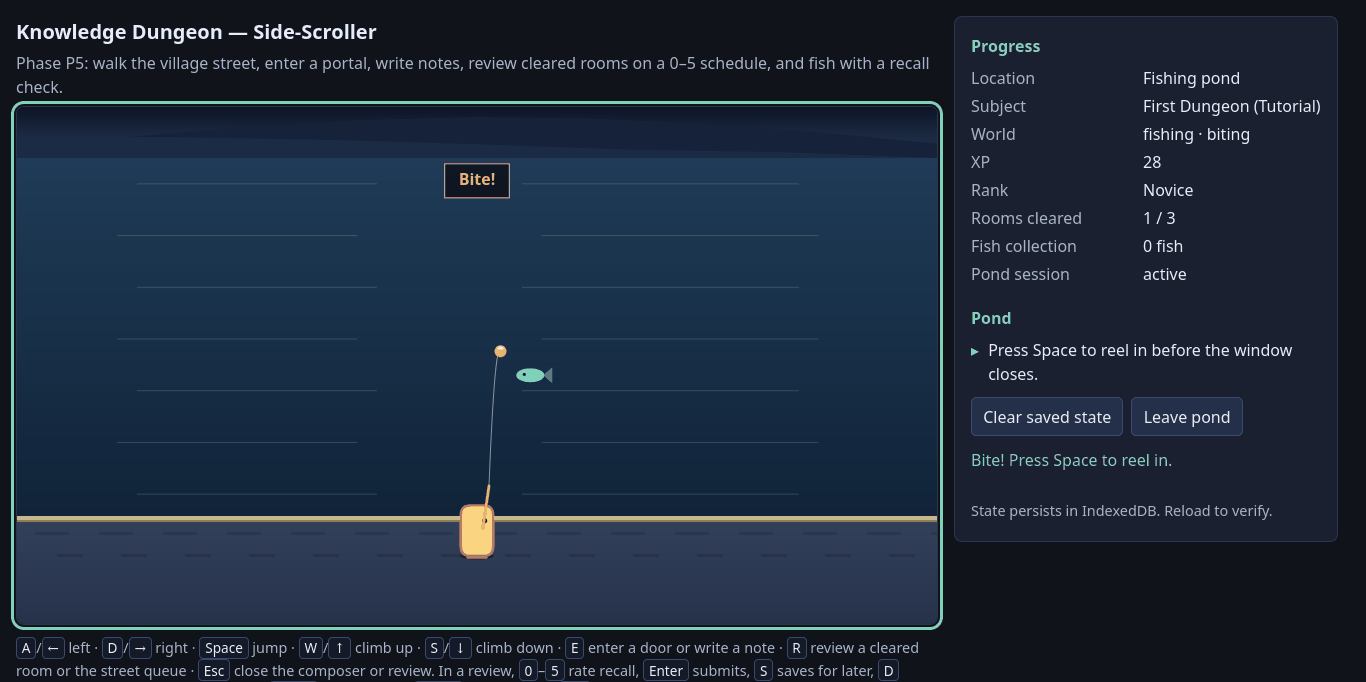 Knowledge Dungeon — Side-Scroller
Phase P5: walk the village street, enter a portal, write notes, review cleared rooms on a 0–5 schedule, and fish with a recall
check.
Bite!
A/← left · D/→ right · Space jump · W/↑ climb up · S/↓ climb down · E enter a door or write a note · R review a cleared
room or the street queue · Esc close the composer or review. In a review, 0–5 rate recall, Enter submits, S saves for later, D
Progress
Location Fishing pond
Subject First Dungeon (Tutorial)
World fishing · biting
XP 28
Rank Novice
Rooms cleared 1 / 3
Fish collection 0 fish
Pond session active
Pond
▸ Press Space to reel in before the window
closes.
Clear saved state Leave pond
Bite! Press Space to reel in.
State persists in IndexedDB. Reload to verify.